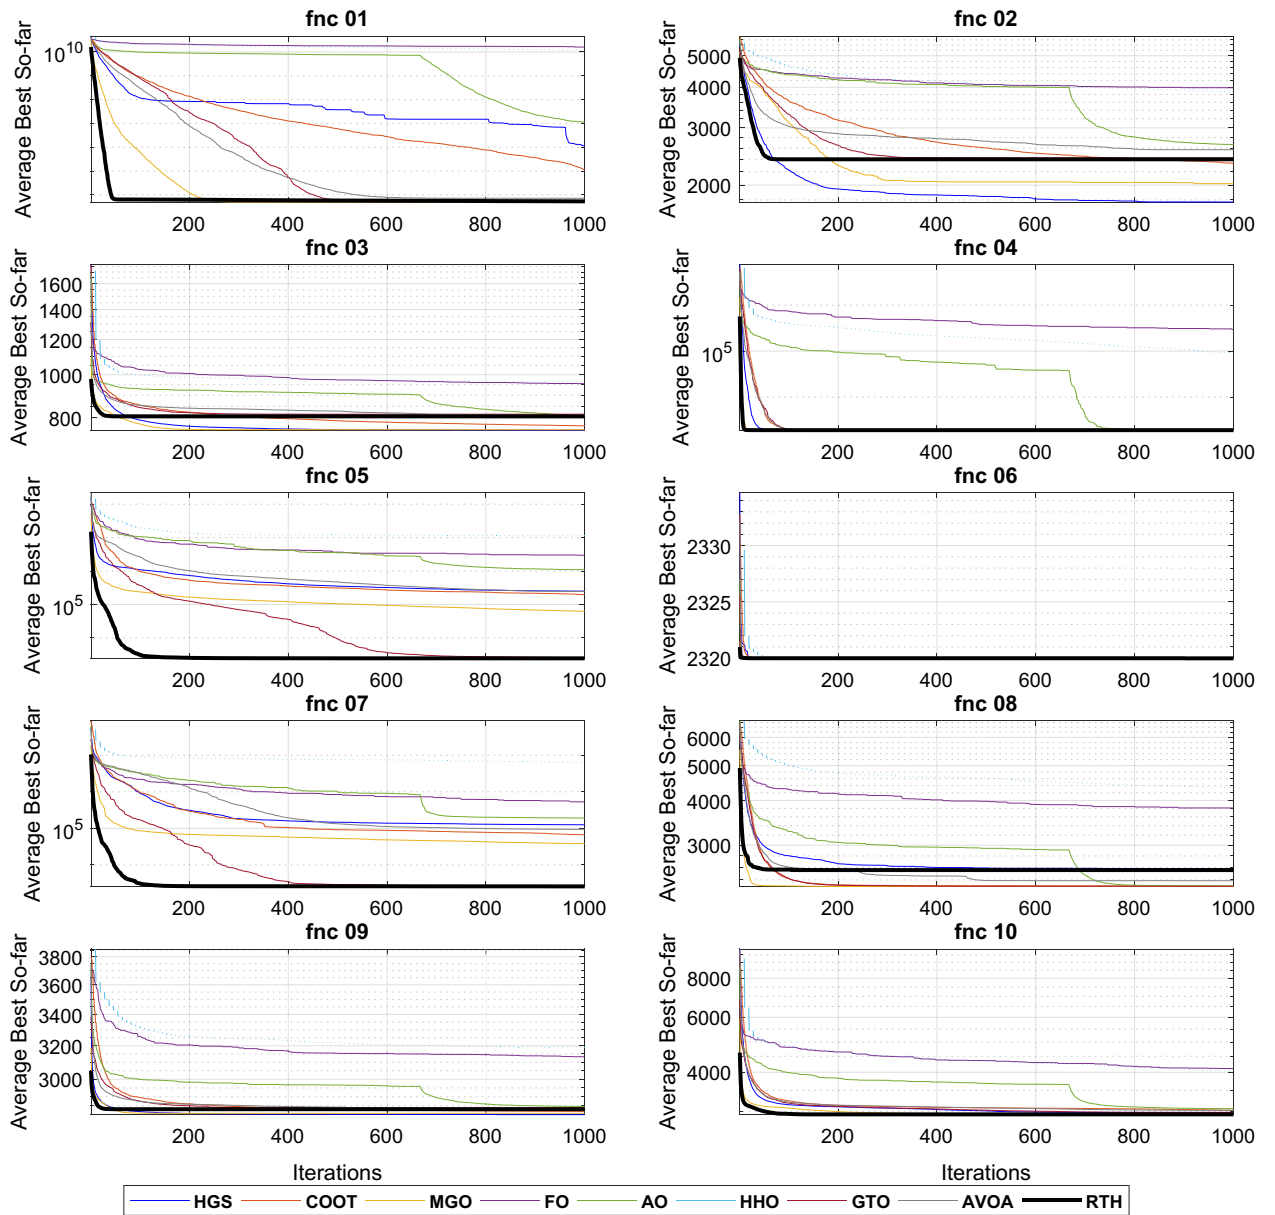 fnc 01
Average Best So-far
10^10
200 400 600 800 1000
fnc 02
Average Best So-far
5000
4000
3000
2000
200 400 600 800 1000
fnc 03
Average Best So-far
1600
1400
1200
1000
800
200 400 600 800 1000
fnc 04
Average Best So-far
10^5
200 400 600 800 1000
fnc 05
Average Best So-far
10^5
200 400 600 800 1000
fnc 06
Average Best So-far
2330
2325
2320
200 400 600 800 1000
fnc 07
Average Best So-far
10^5
200 400 600 800 1000
fnc 08
Average Best So-far
6000
5000
4000
3000
200 400 600 800 1000
fnc 09
Average Best So-far
3800
3600
3400
3200
3000
200 400 600 800 1000
Iterations
fnc 10
Average Best So-far
8000
6000
4000
200 400 600 800 1000
Iterations
HGS COOT MGO FO AO HHO GTO AVOA RTH